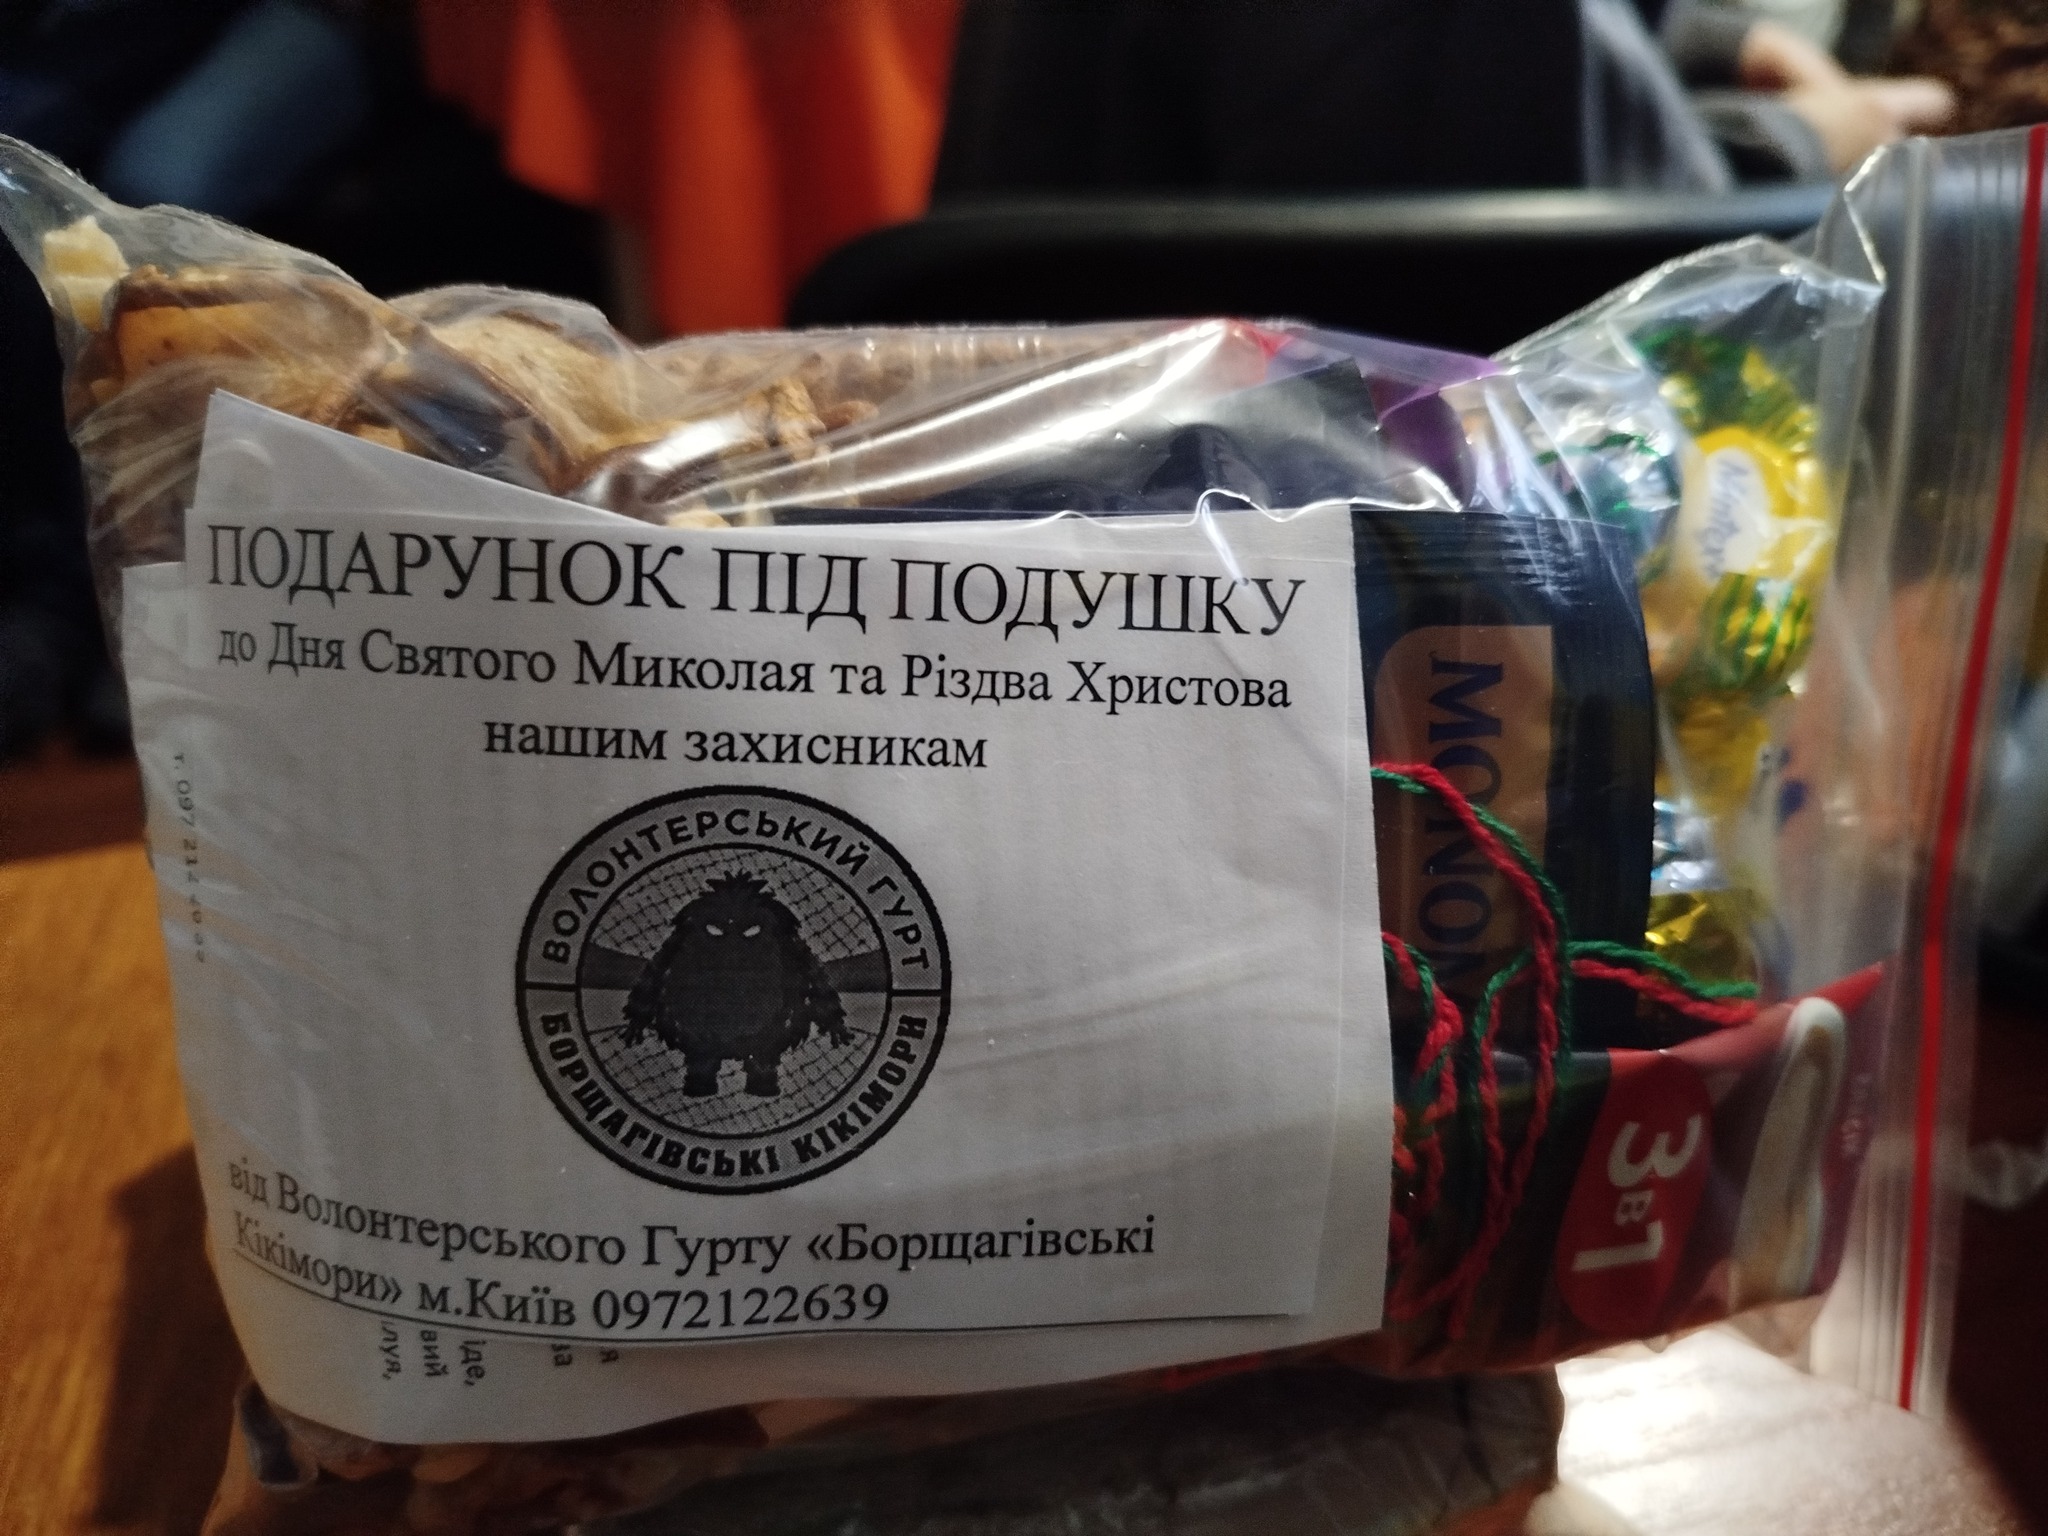 ПОДАРУНОК ПІД ПОДУШКУ
до Дня Святого Миколая та Різдва Христова
нашим захисникам
ВОЛОНТЕРСЬКИЙ ГУРТ
БОРЩАГІВСЬКІ КІКІМОРИ
від Волонтерського Гурту «Борщагівські
Кікімори» м.Київ 0972122639
MONOM
3в1